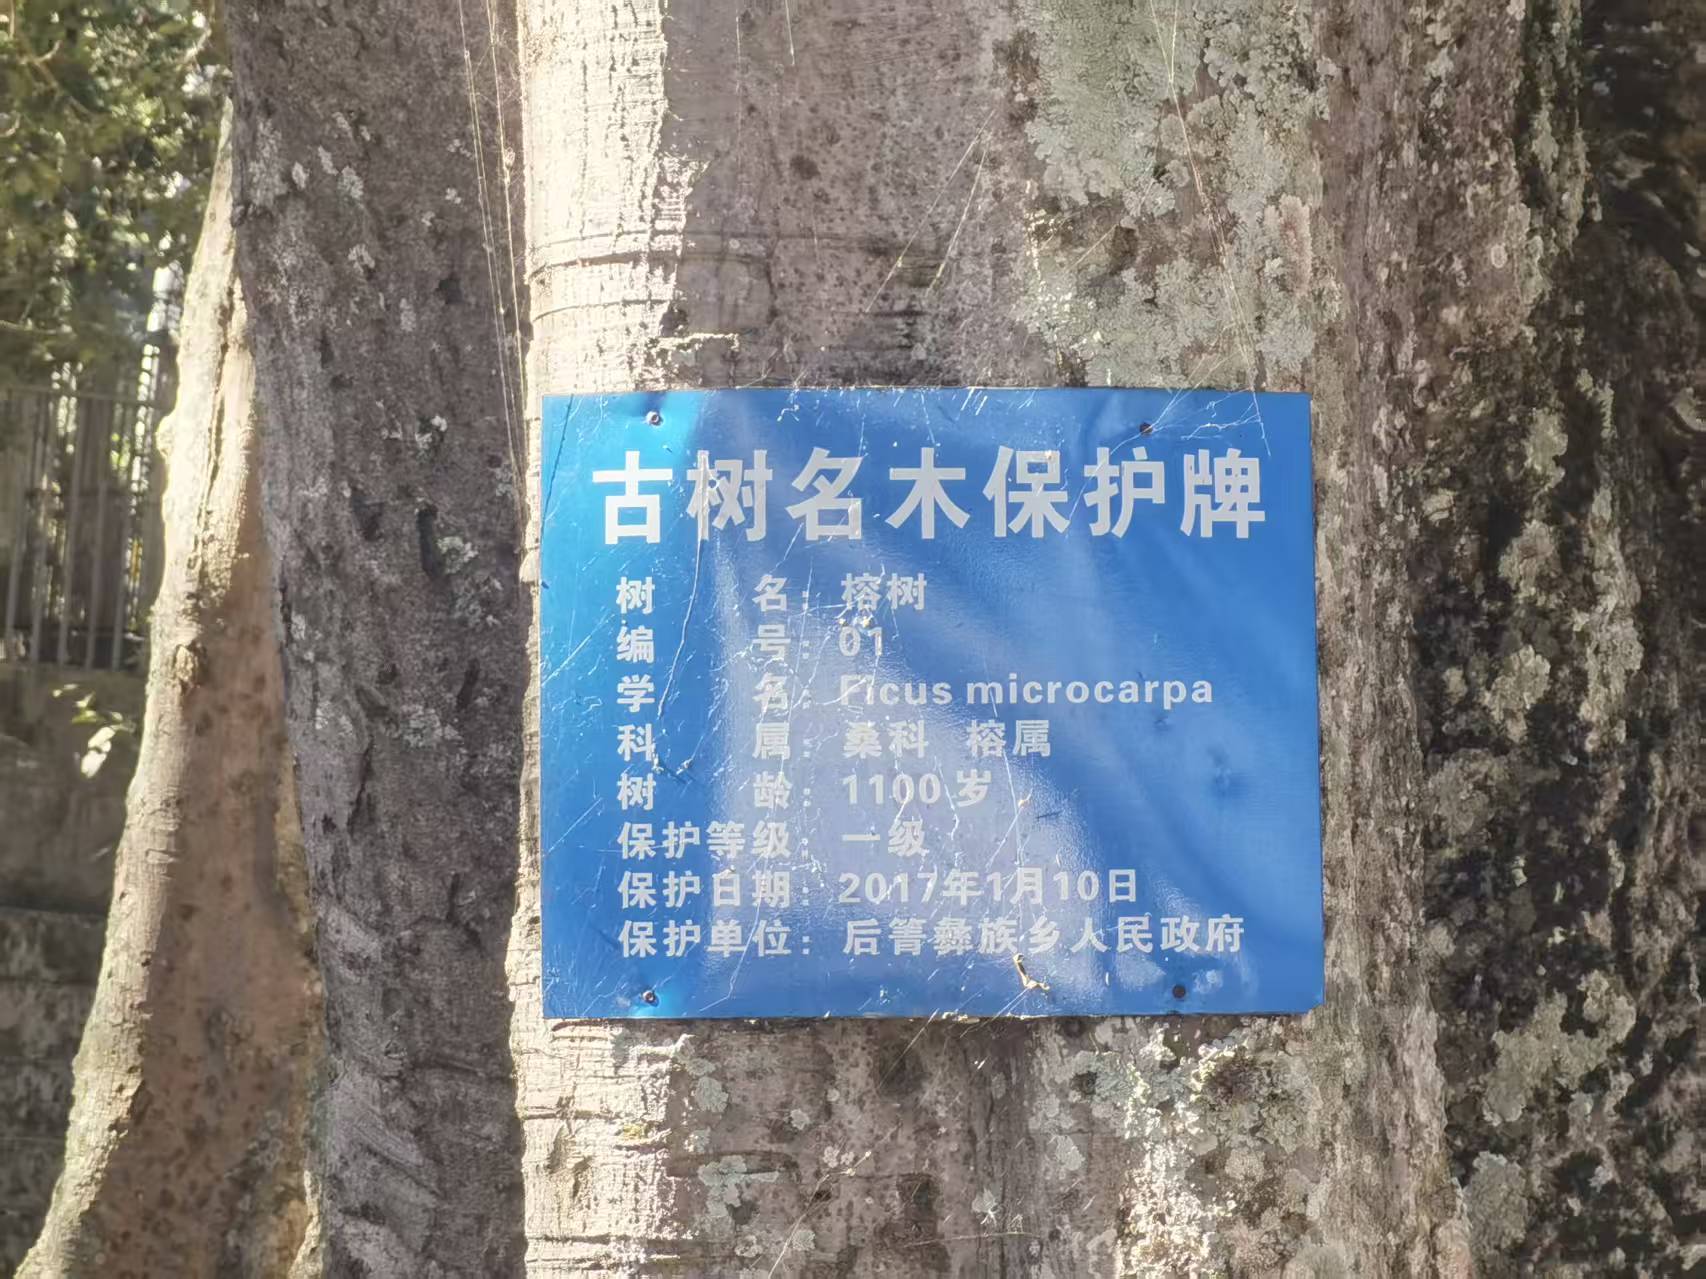 古树名木保护牌
树 名：榕树
编 号：01
学 名：Ficus microcarpa
科 属：桑科 榕属
树 龄：1100岁
保护等级：一级
保护日期：2017年1月10日
保护单位：后箐彝族乡人民政府